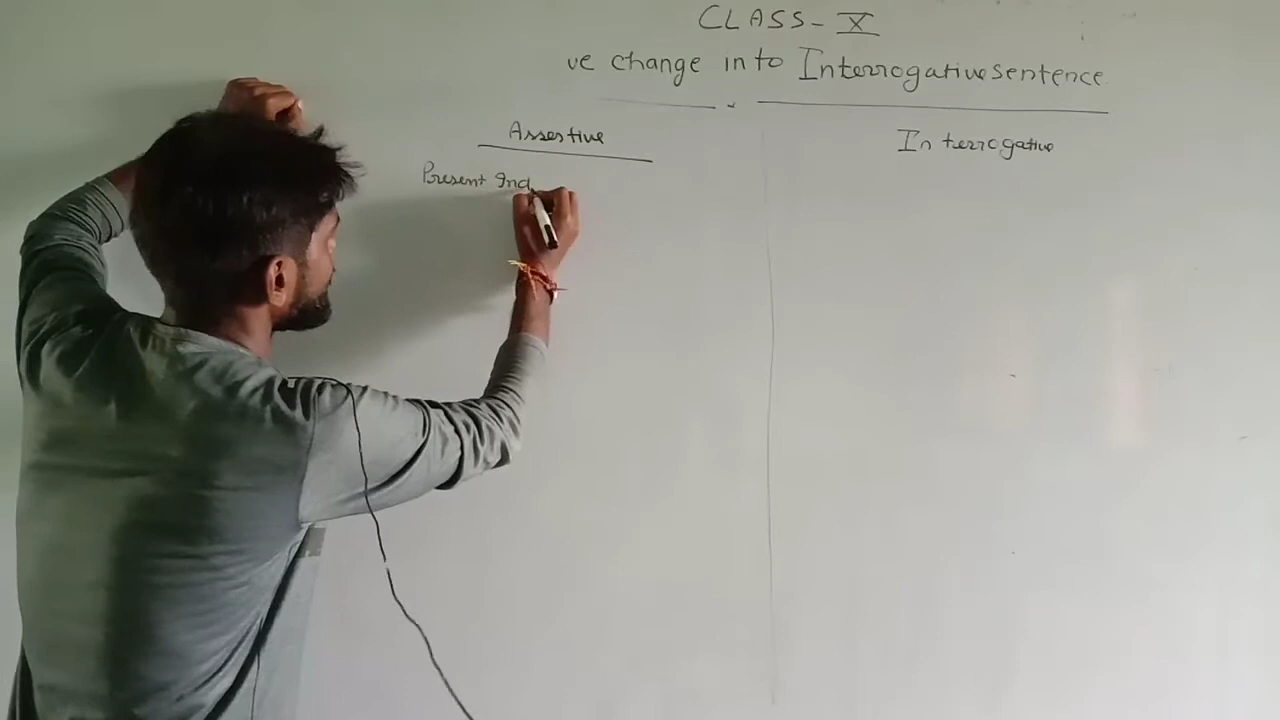 CLASS - X
ve change into Interrogative sentence
Assertive
Interrogative
Present Ind